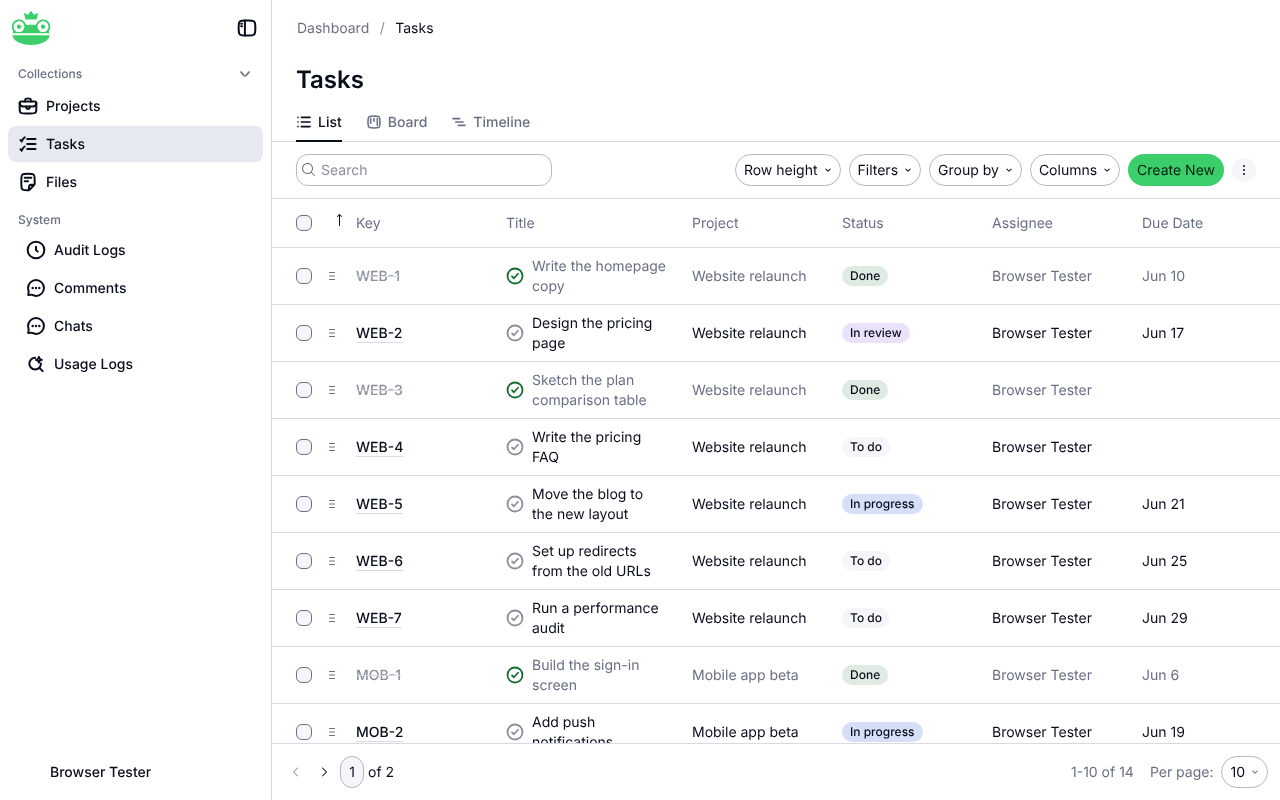 Collections
Projects
Tasks
Files
System
Audit Logs
Comments
Chats
Usage Logs
Browser Tester
Dashboard / Tasks
Tasks
List Board Timeline
Search Row height Filters Group by Columns Create New
Key Title Project Status Assignee Due Date
WEB-1 Write the homepage copy Website relaunch Done Browser Tester Jun 10
WEB-2 Design the pricing page Website relaunch In review Browser Tester Jun 17
WEB-3 Sketch the plan comparison table Website relaunch Done Browser Tester
WEB-4 Write the pricing FAQ Website relaunch To do Browser Tester
WEB-5 Move the blog to the new layout Website relaunch In progress Browser Tester Jun 21
WEB-6 Set up redirects from the old URLs Website relaunch To do Browser Tester Jun 25
WEB-7 Run a performance audit Website relaunch To do Browser Tester Jun 29
MOB-1 Build the sign-in screen Mobile app beta Done Browser Tester Jun 6
MOB-2 Add push notifications Mobile app beta In progress Browser Tester Jun 19
1 of 2 1-10 of 14 Per page: 10